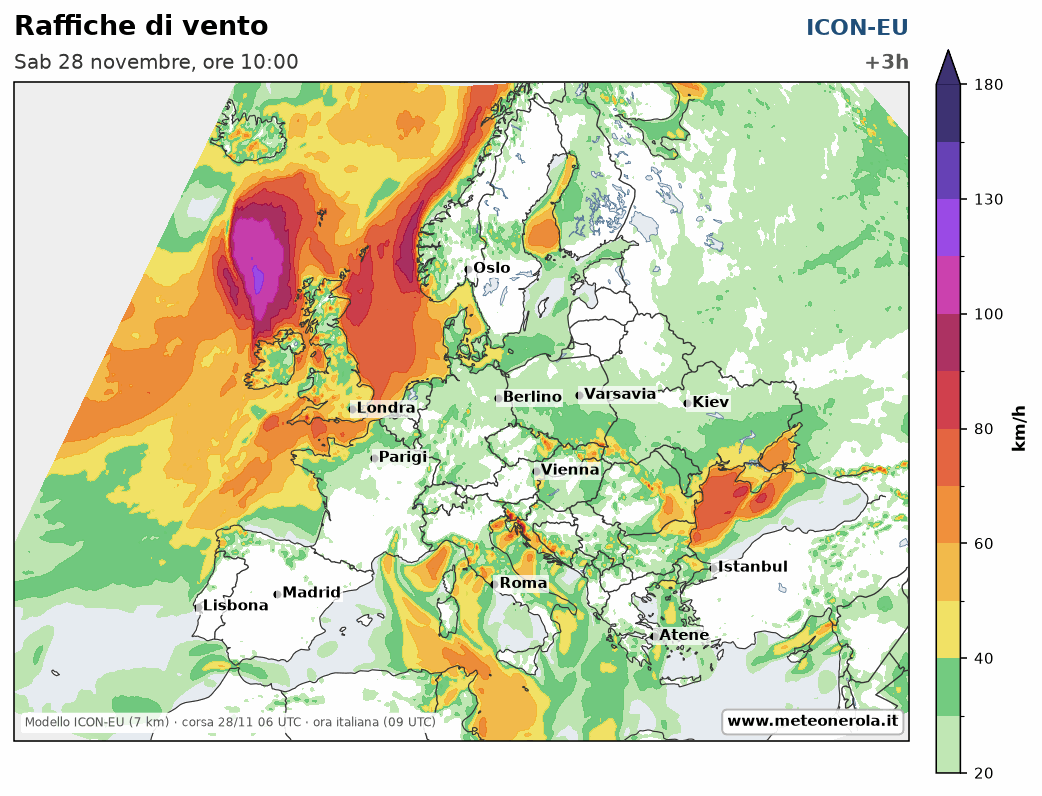 Raffiche di vento
ICON-EU
Sab 28 novembre, ore 10:00
+3h
180
130
100
80
60
40
20
km/h
Oslo
Londra
Berlino
Varsavia
Kiev
Parigi
Vienna
Istanbul
Roma
Madrid
Lisbona
Atene
Modello ICON-EU (7 km) · corsa 28/11 06 UTC · ora italiana (09 UTC)
www.meteonerola.it